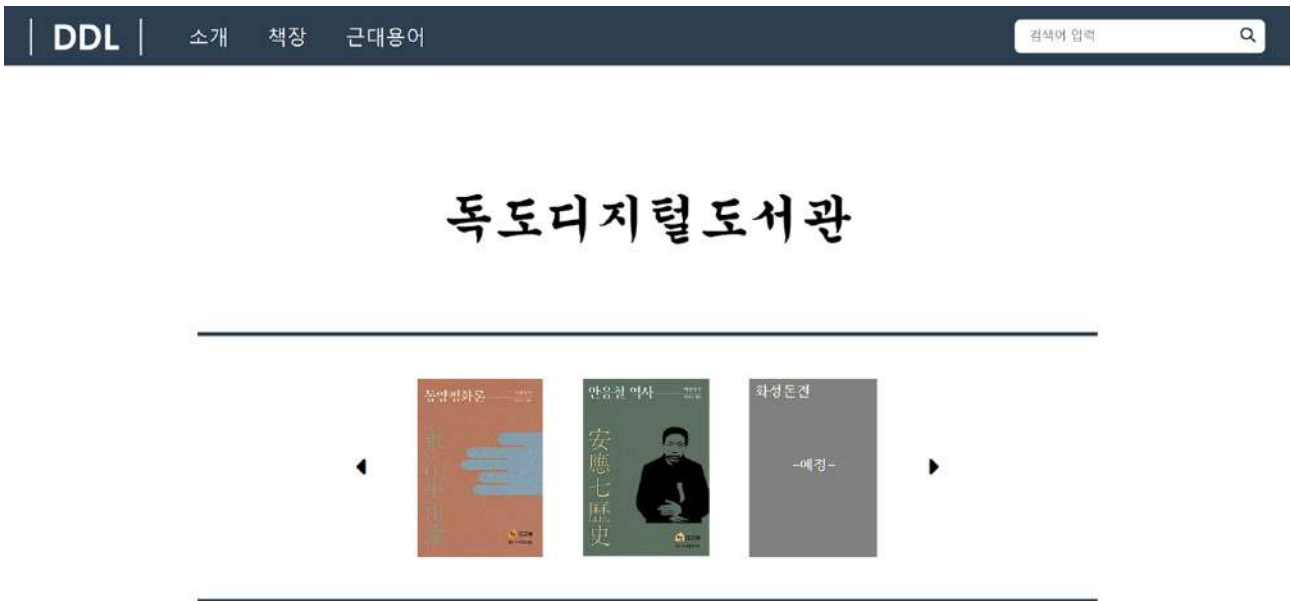 DDL
소개
책장
근대용어
검색어 입력
독도디지털도서관
동양평화론
안응칠 역사
安應七歷史
화성돈전
-예정-